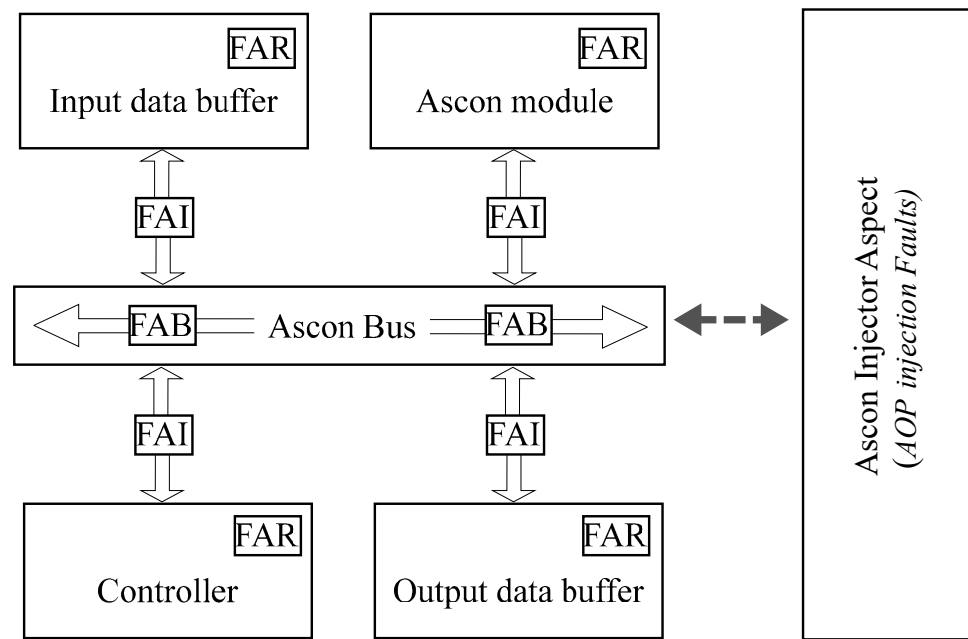 FAR
Input data buffer
FAR
Ascon module
FAI
FAI
FAB
Ascon Bus
FAB
FAI
FAI
FAR
Controller
FAR
Output data buffer
Ascon Injector Aspect
(AOP injection Faults)